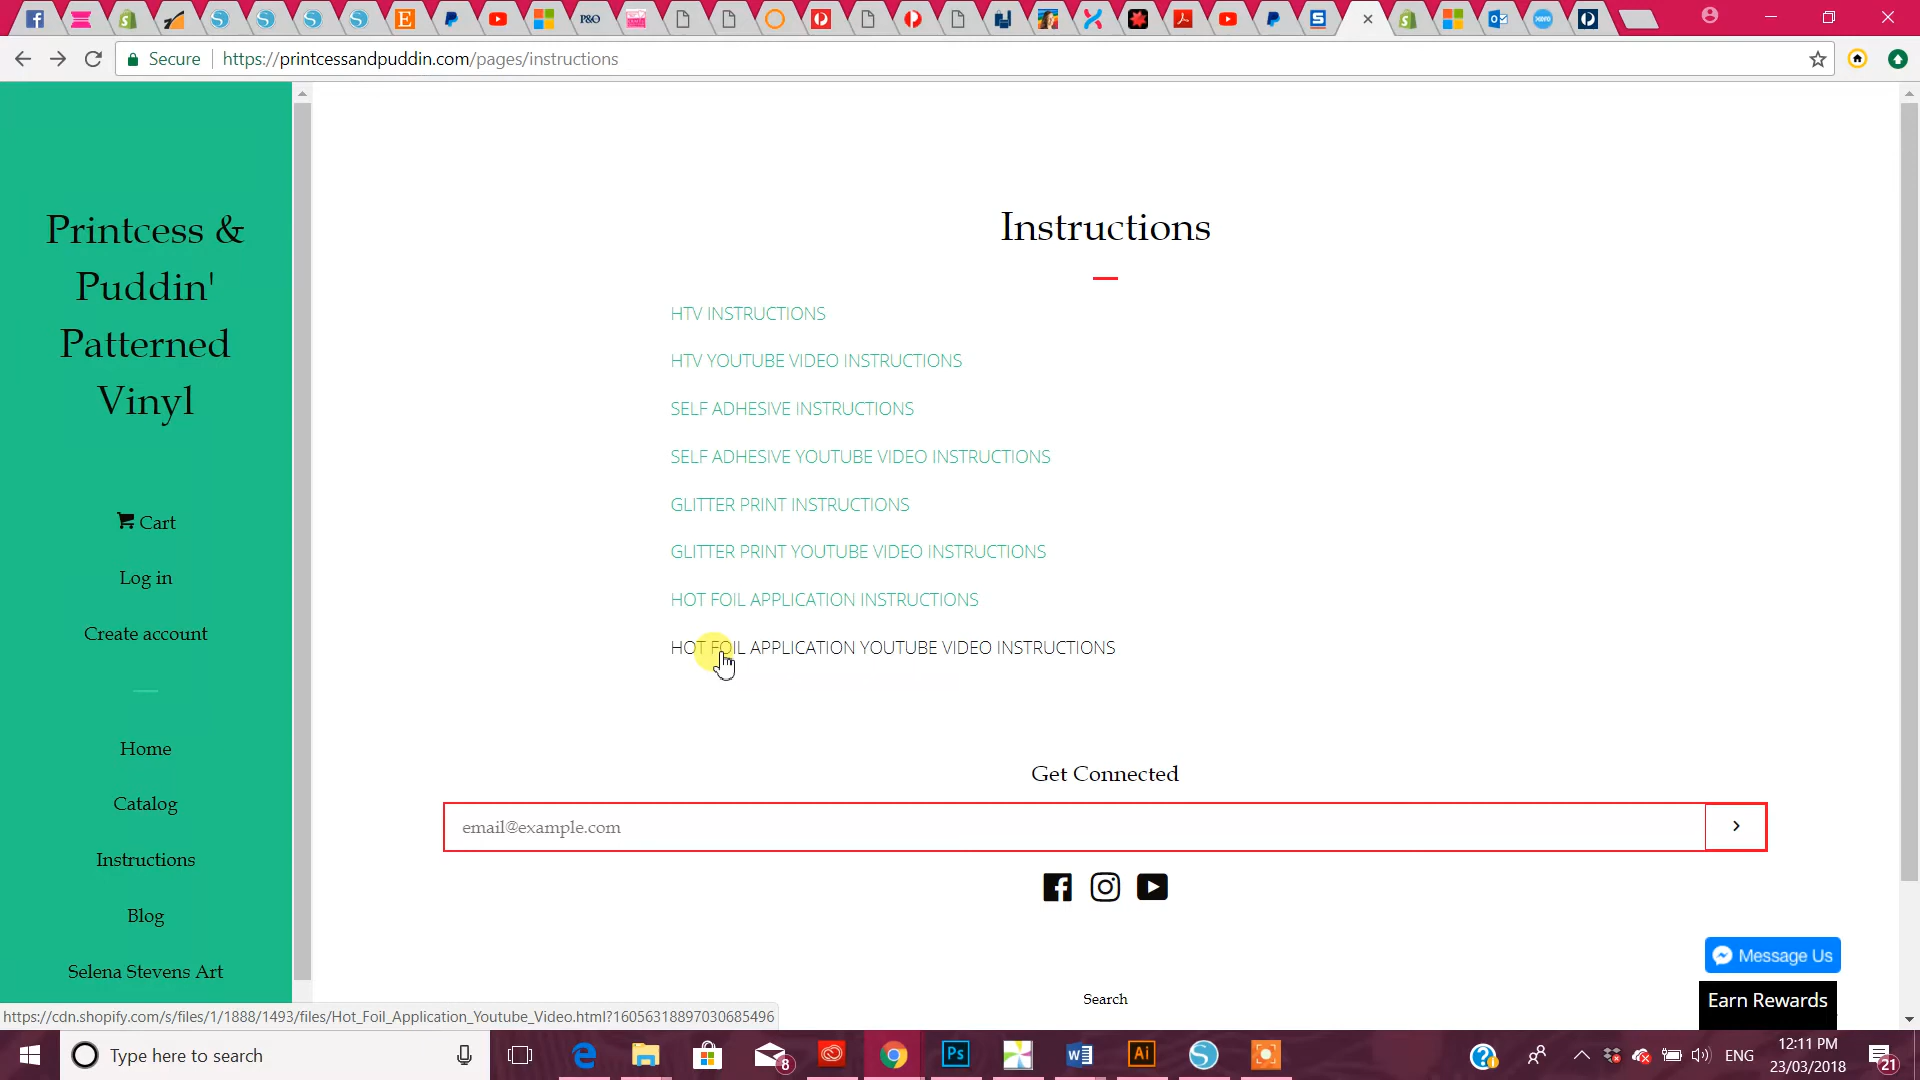 P&O
Secure
https://printcessandpuddin.com/pages/instructions
Printcess &
Puddin'
Patterned
Vinyl
Cart
Log in
Create account
Home
Catalog
Instructions
Blog
Selena Stevens Art
Instructions
HTV INSTRUCTIONS
HTV YOUTUBE VIDEO INSTRUCTIONS
SELF ADHESIVE INSTRUCTIONS
SELF ADHESIVE YOUTUBE VIDEO INSTRUCTIONS
GLITTER PRINT INSTRUCTIONS
GLITTER PRINT YOUTUBE VIDEO INSTRUCTIONS
HOT FOIL APPLICATION INSTRUCTIONS
HOT FOIL APPLICATION YOUTUBE VIDEO INSTRUCTIONS
Get Connected
email@example.com
Message Us
Search
Earn Rewards
https://cdn.shopify.com/s/files/1/1888/1493/files/Hot_Foil_Application_Youtube_Video.html?16056318897030685496
Type here to search
8
Ps
Ai
ENG
12:11 PM
23/03/2018
21